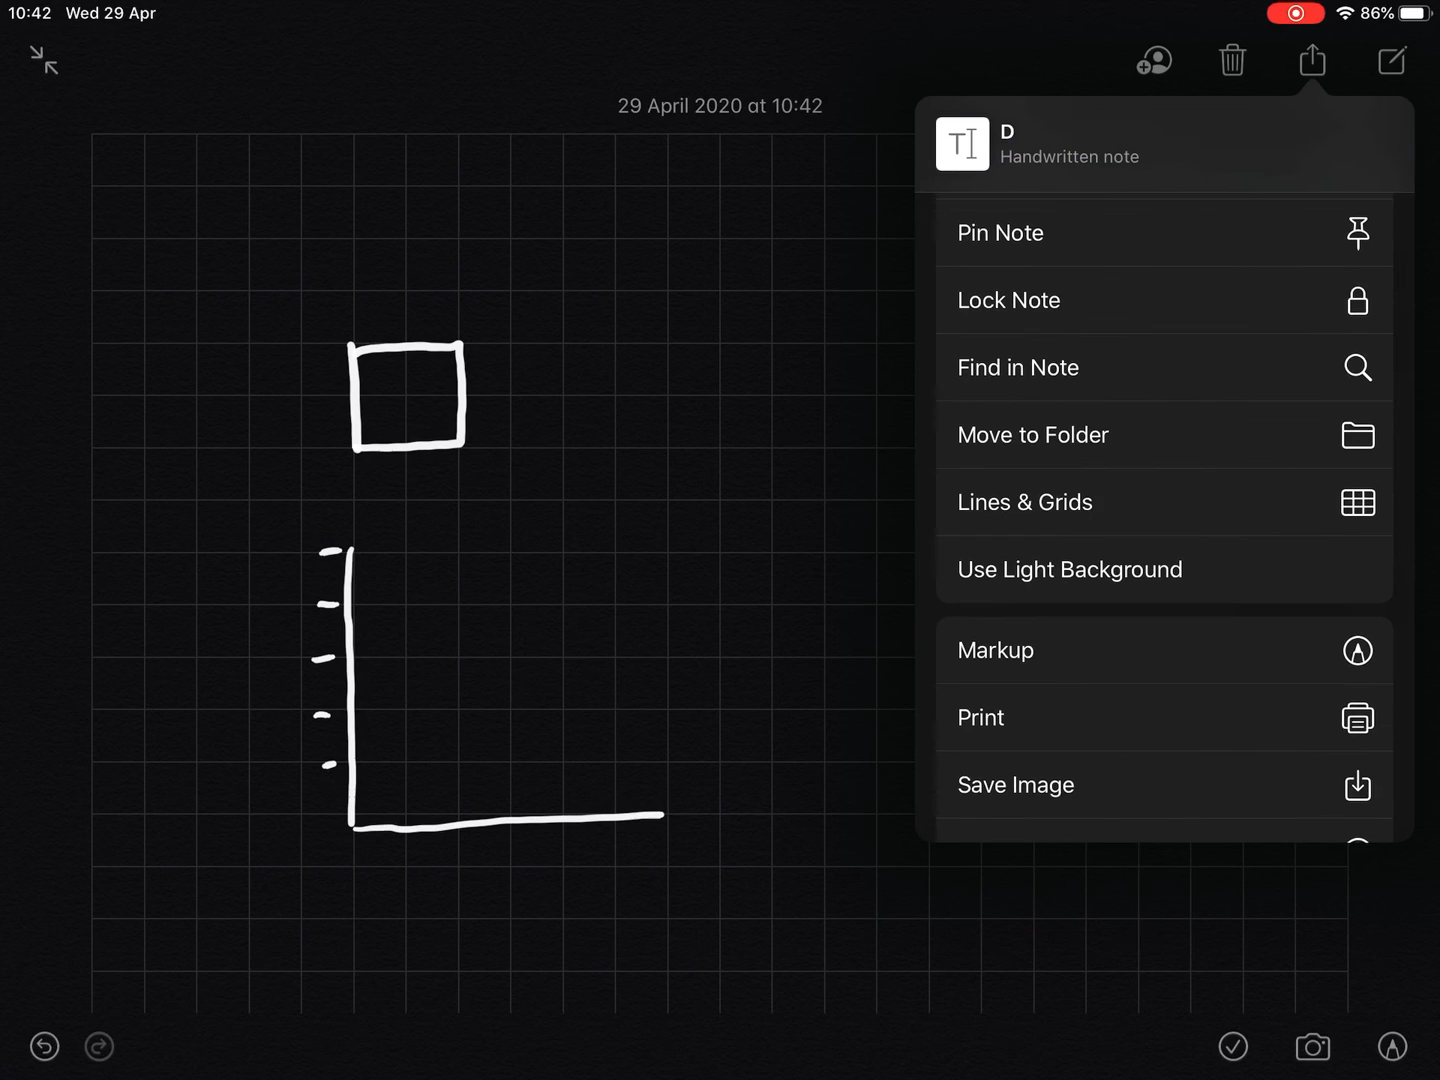 10:42 Wed 29 Apr 86%
29 April 2020 at 10:42
T
D
Handwritten note
Pin Note
Lock Note
Find in Note
Move to Folder
Lines & Grids
Use Light Background
Markup
Print
Save Image